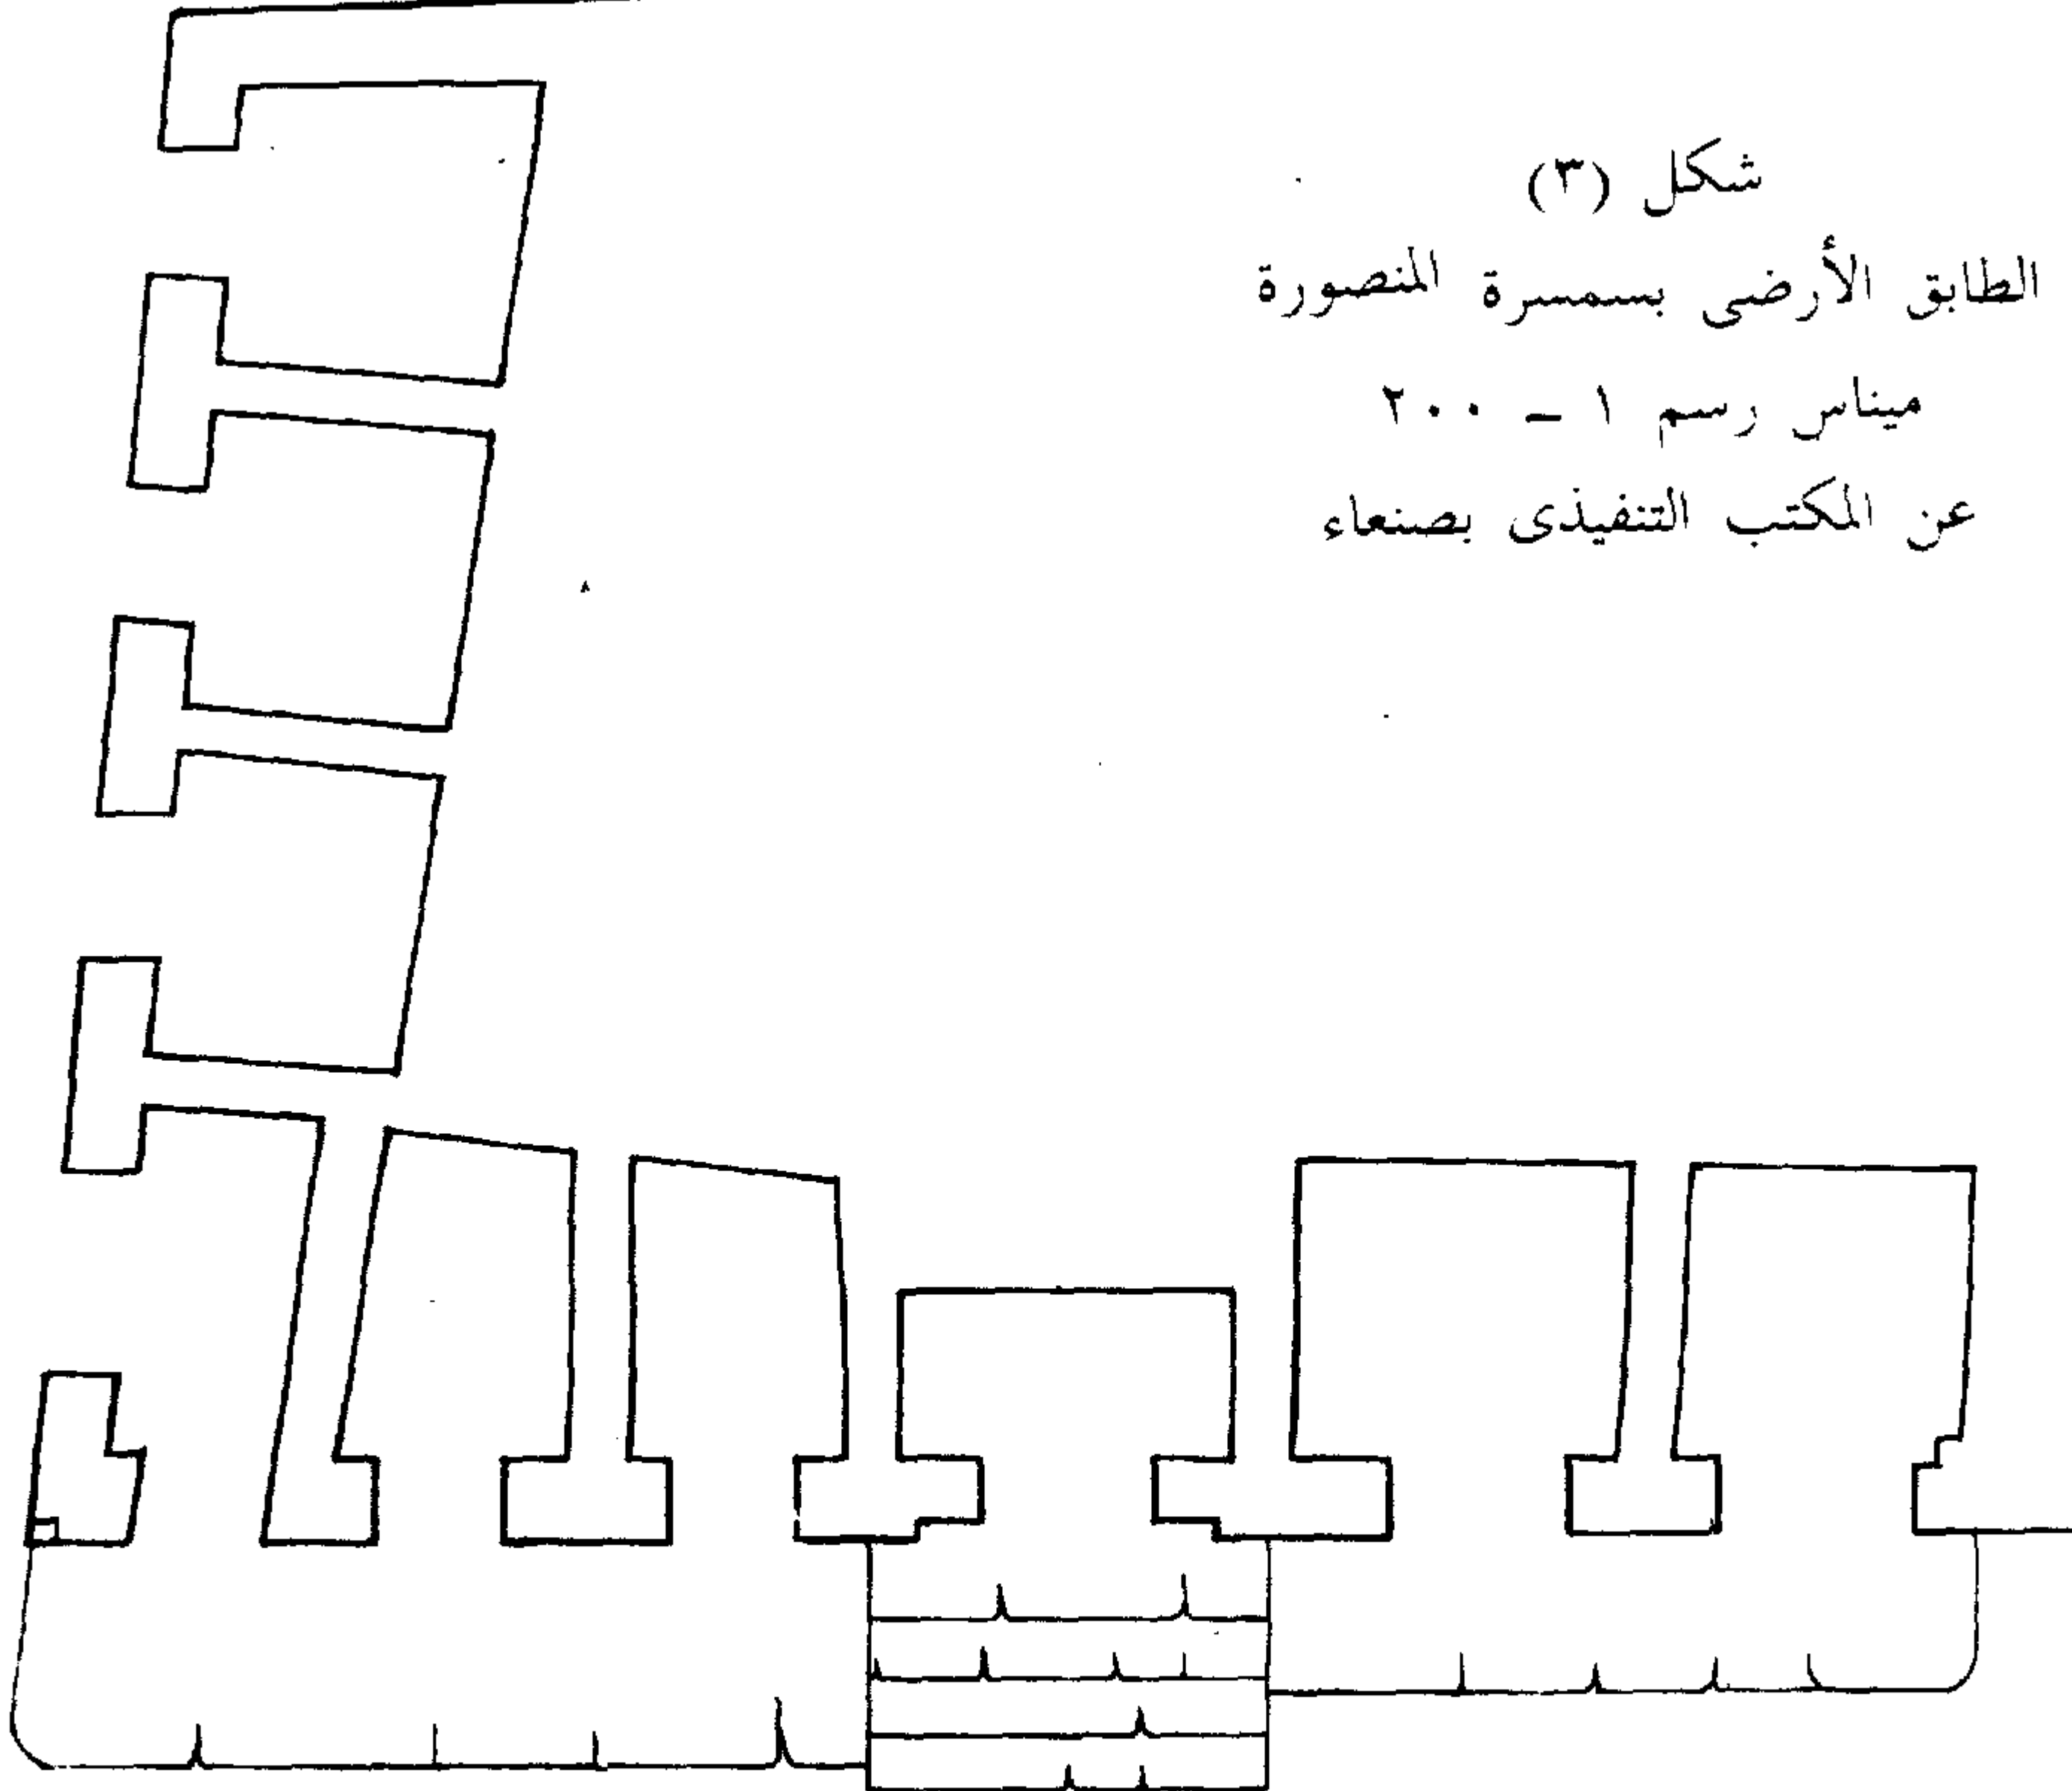 شكل (٣)
الطابق الأرضى بسمسرة المنصورة
ميناس رسم ١ - ٢٠٠
عن المكتب التنفيذى بصنعاء